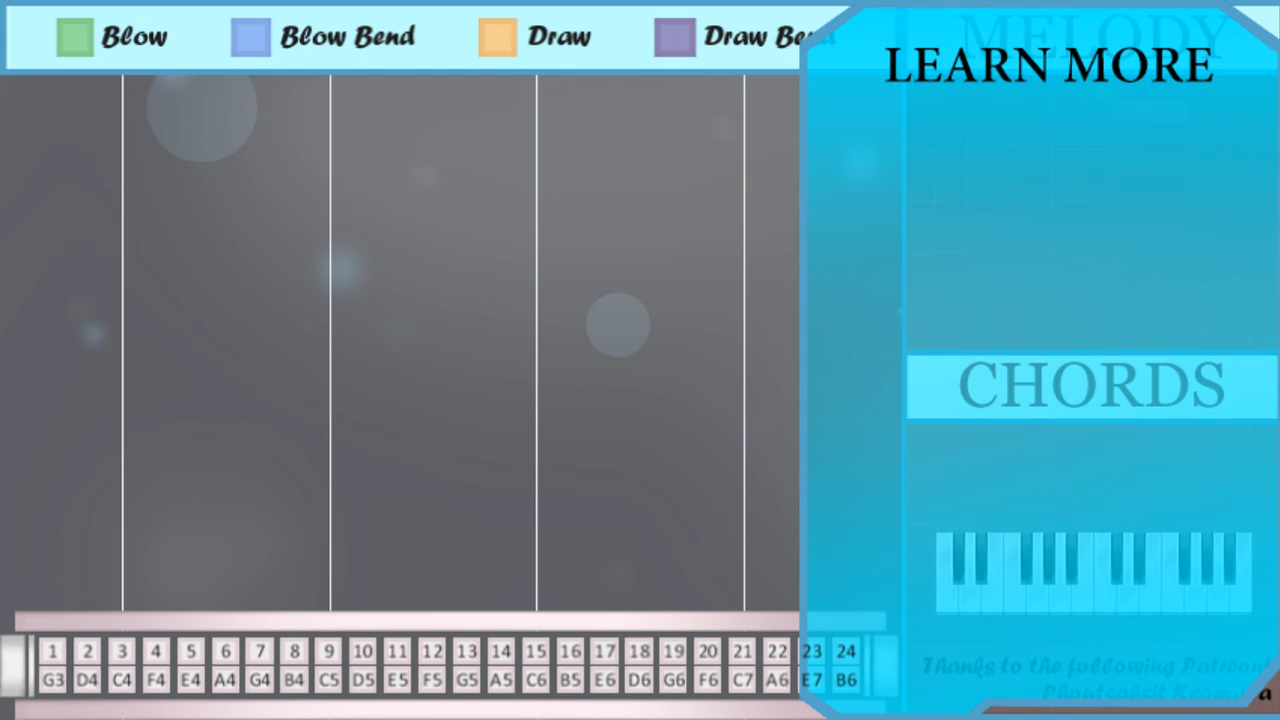 Blow Blow Bend Draw Draw Bend MELODY
LEARN MORE
CHORDS
1 2 3 4 5 6 7 8 9 10 11 12 13 14 15 16 17 18 19 20 21 22 23 24
G3 D4 C4 F4 E4 A4 G4 B4 C5 D5 E5 F5 G5 A5 C6 B5 E6 D6 G6 F6 C7 A6 E7 B6
Thanks to the following Patreon